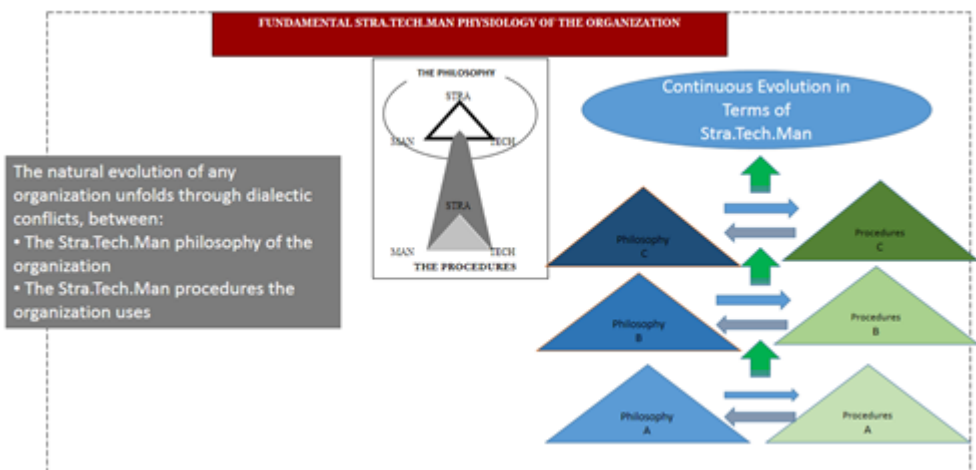 FUNDAMENTAL STRA.TECH.MAN PHYSIOLOGY OF THE ORGANIZATION
The natural evolution of any
organization unfolds through dialectic
conflicts, between:
• The Stra.Tech.Man philosophy of the
organization
• The Stra.Tech.Man procedures the
organization uses
THE PHILOSOPHY
STRA
MAN TECH
STRA
MAN TECH
THE PROCEDURES
Continuous Evolution in
Terms of
Stra.Tech.Man
Philosophy
C
Procedures
C
Philosophy
B
Procedures
B
Philosophy
A
Procedures
A